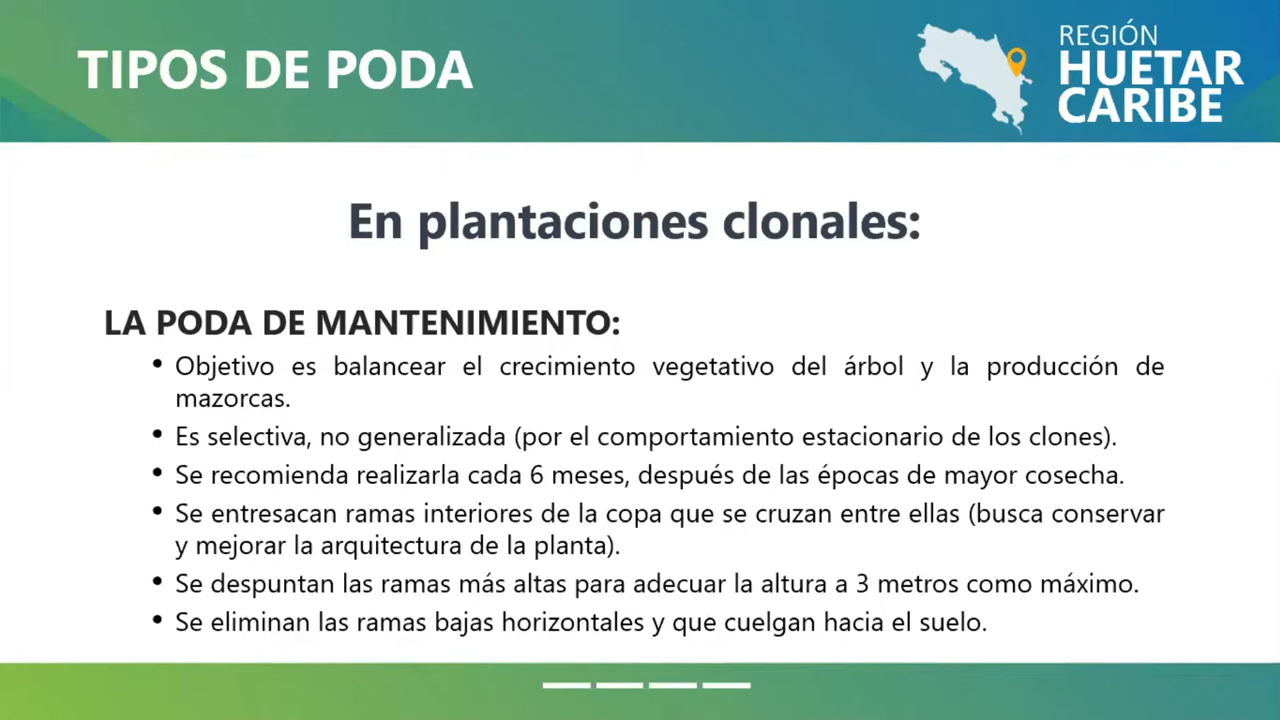 TIPOS DE PODA
REGIÓN
HUETAR
CARIBE
En plantaciones clonales:
LA PODA DE MANTENIMIENTO:
• Objetivo es balancear el crecimiento vegetativo del árbol y la producción de
mazorcas.
• Es selectiva, no generalizada (por el comportamiento estacionario de los clones).
• Se recomienda realizarla cada 6 meses, después de las épocas de mayor cosecha.
• Se entresacan ramas interiores de la copa que se cruzan entre ellas (busca conservar
y mejorar la arquitectura de la planta).
• Se despuntan las ramas más altas para adecuar la altura a 3 metros como máximo.
• Se eliminan las ramas bajas horizontales y que cuelgan hacia el suelo.